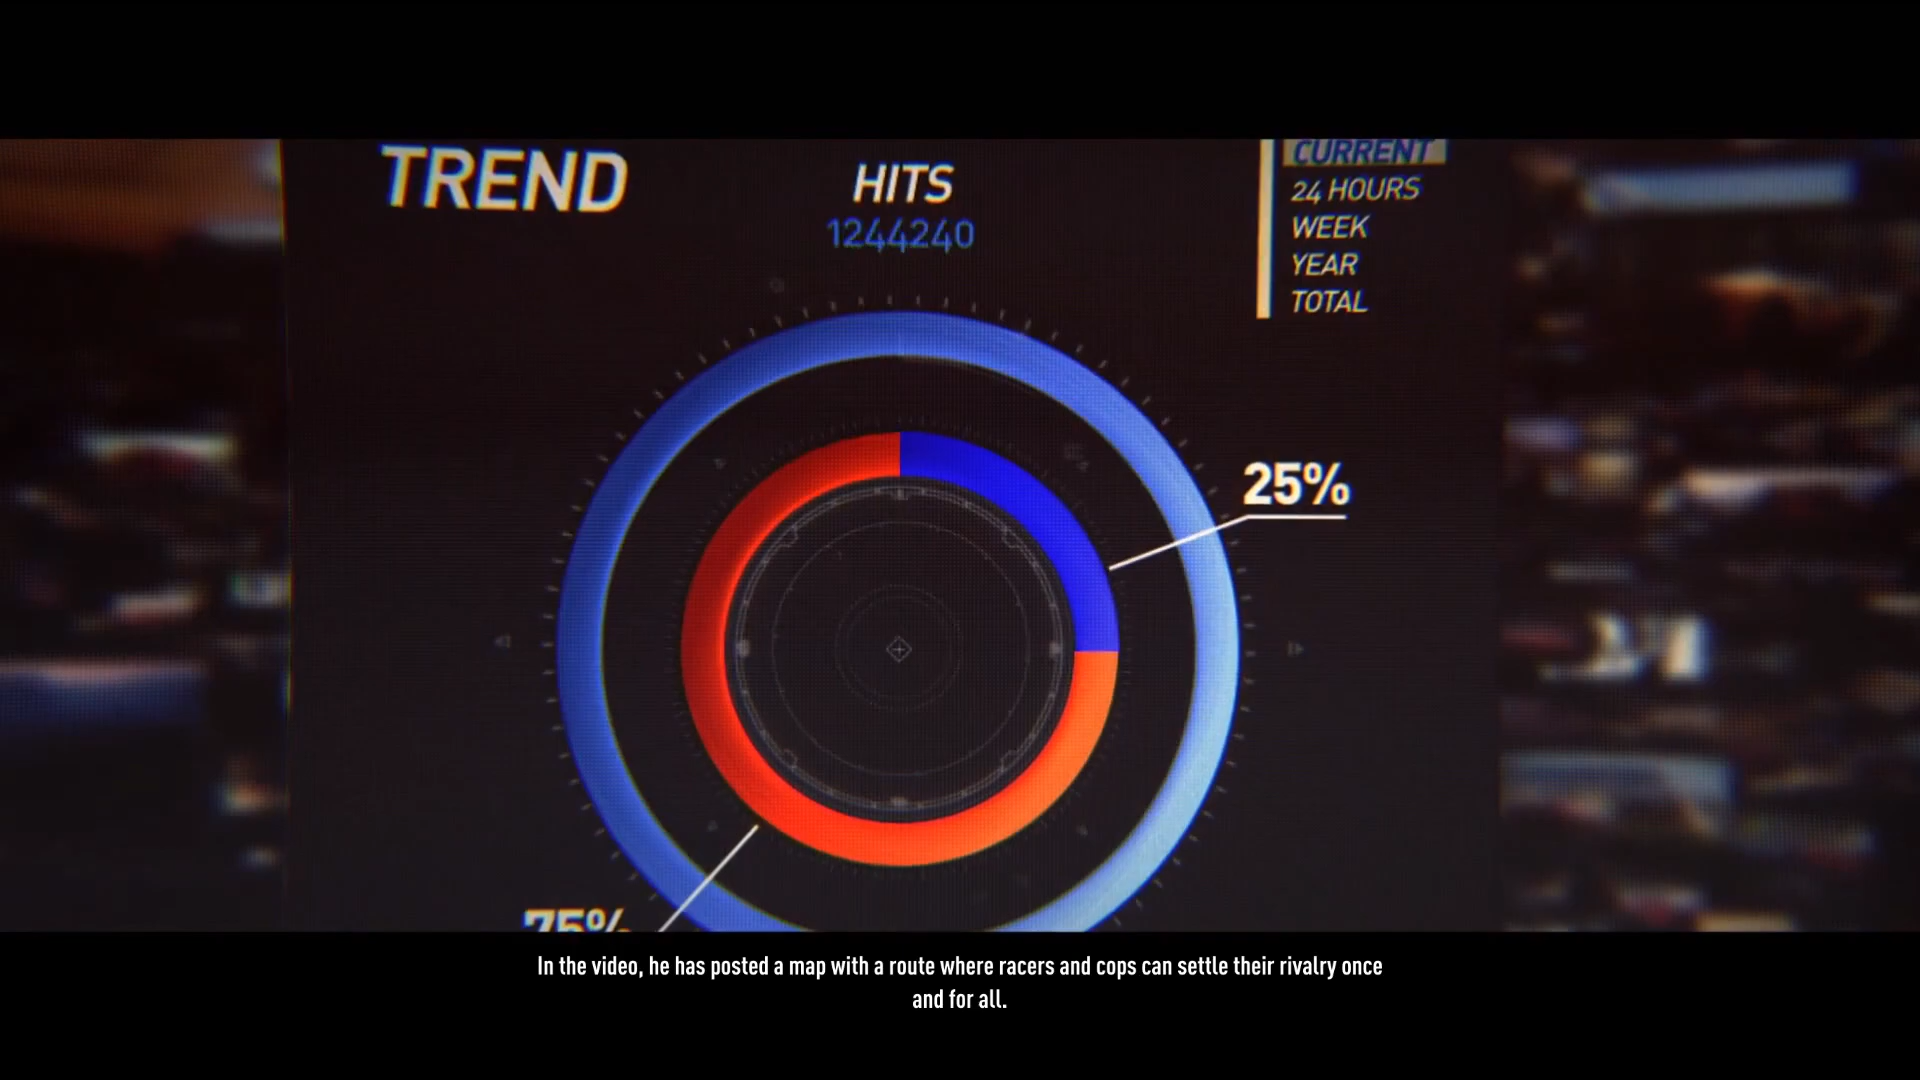 TREND
HITS
1244240
CURRENT
24 HOURS
WEEK
YEAR
TOTAL
25%
75%
In the video, he has posted a map with a route where racers and cops can settle their rivalry once
and for all.